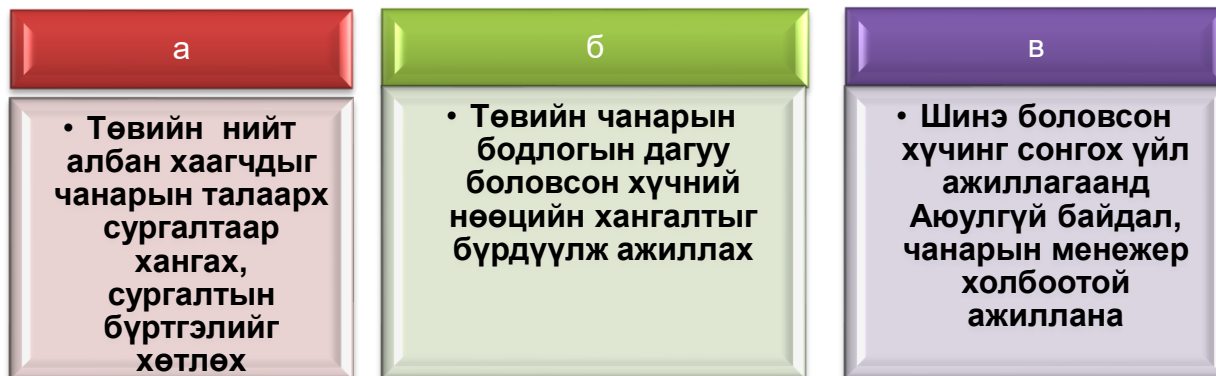 а
• Төвийн нийт
албан хаагчдыг
чанарын талаарх
сургалтаар
хангах,
сургалтын
бүртгэлийг
хөтлөх
б
• Төвийн чанарын
бодлогын дагуу
боловсон хүчний
нөөцийн хангалтыг
бүрдүүлж ажиллах
в
• Шинэ боловсон
хүчинг сонгох үйл
ажиллагаанд
Аюулгүй байдал,
чанарын менежер
холбоотой
ажиллана